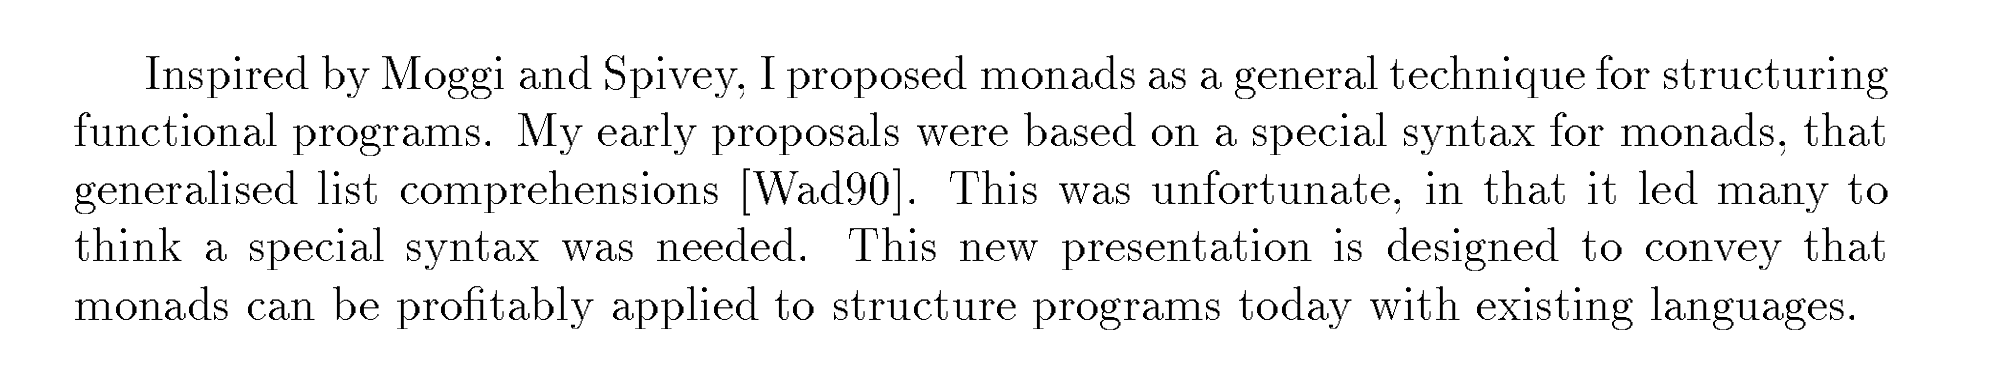 Inspired by Moggi and Spivey, I proposed monads as a general technique for structuring
functional programs. My early proposals were based on a special syntax for monads, that
generalised list comprehensions [Wad90]. This was unfortunate, in that it led many to
think a special syntax was needed. This new presentation is designed to convey that
monads can be profitably applied to structure programs today with existing languages.